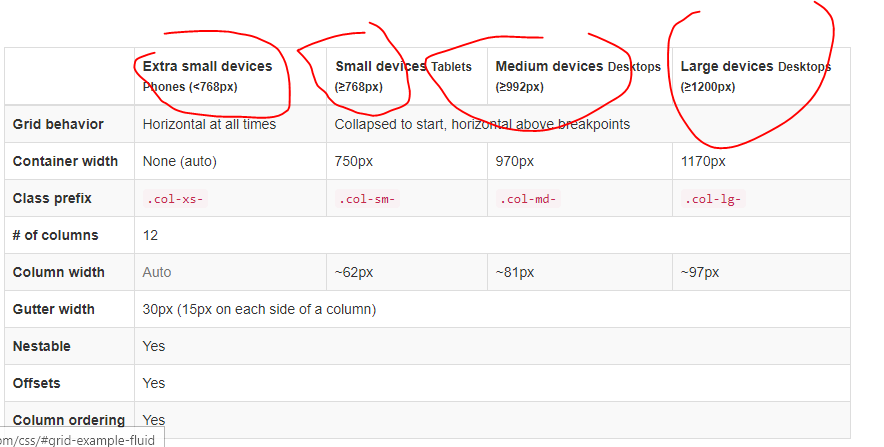 Extra small devices Small devices Tablets Medium devices Desktops Large devices Desktops
Phones (<768px) (≥768px) (≥992px) (≥1200px)
Grid behavior Horizontal at all times Collapsed to start, horizontal above breakpoints
Container width None (auto) 750px 970px 1170px
Class prefix .col-xs- .col-sm- .col-md- .col-lg-
# of columns 12
Column width Auto ~62px ~81px ~97px
Gutter width 30px (15px on each side of a column)
Nestable Yes
Offsets Yes
Column ordering Yes
om/css/#grid-example-fluid